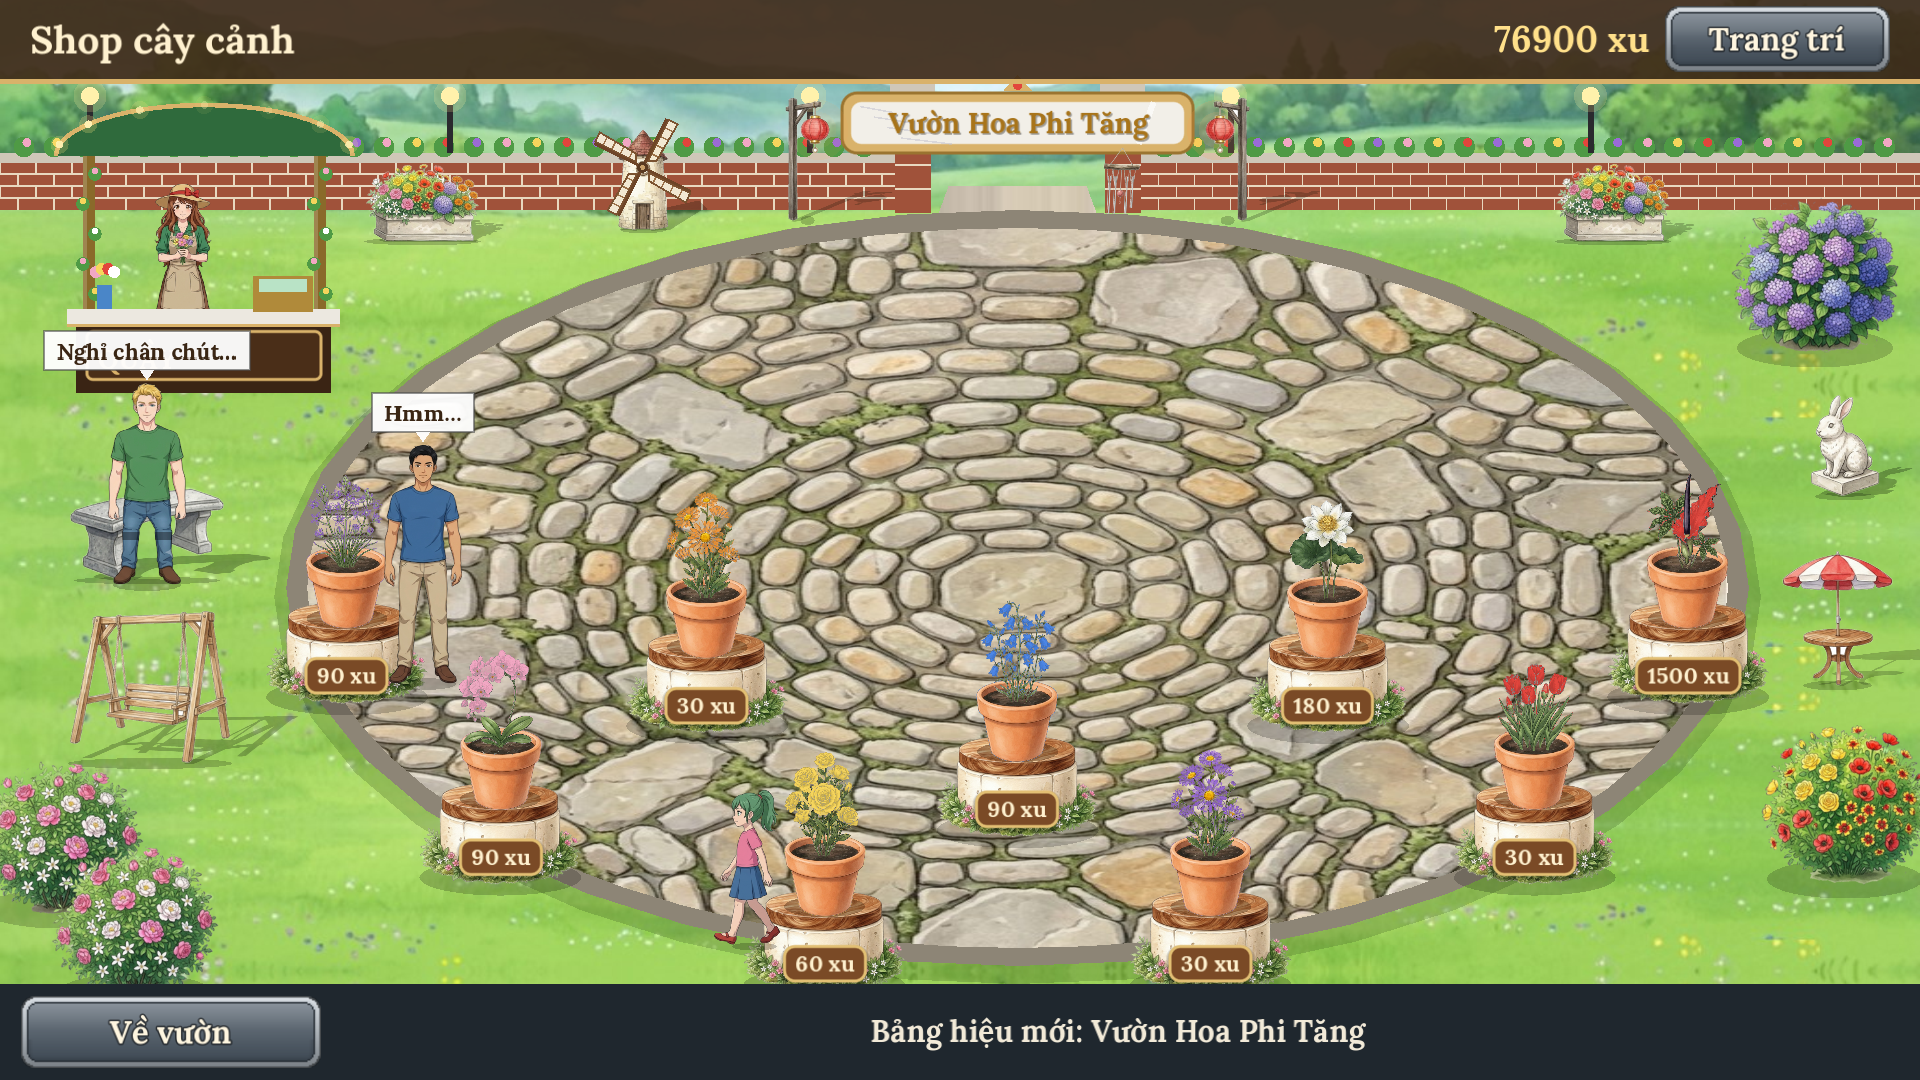 Shop cây cảnh
76900 xu
Trang trí
Vườn Hoa Phi Tăng
Nghỉ chân chút...
Hmm...
90 xu
30 xu
90 xu
180 xu
1500 xu
90 xu
30 xu
60 xu
30 xu
Về vườn
Bảng hiệu mới: Vườn Hoa Phi Tăng